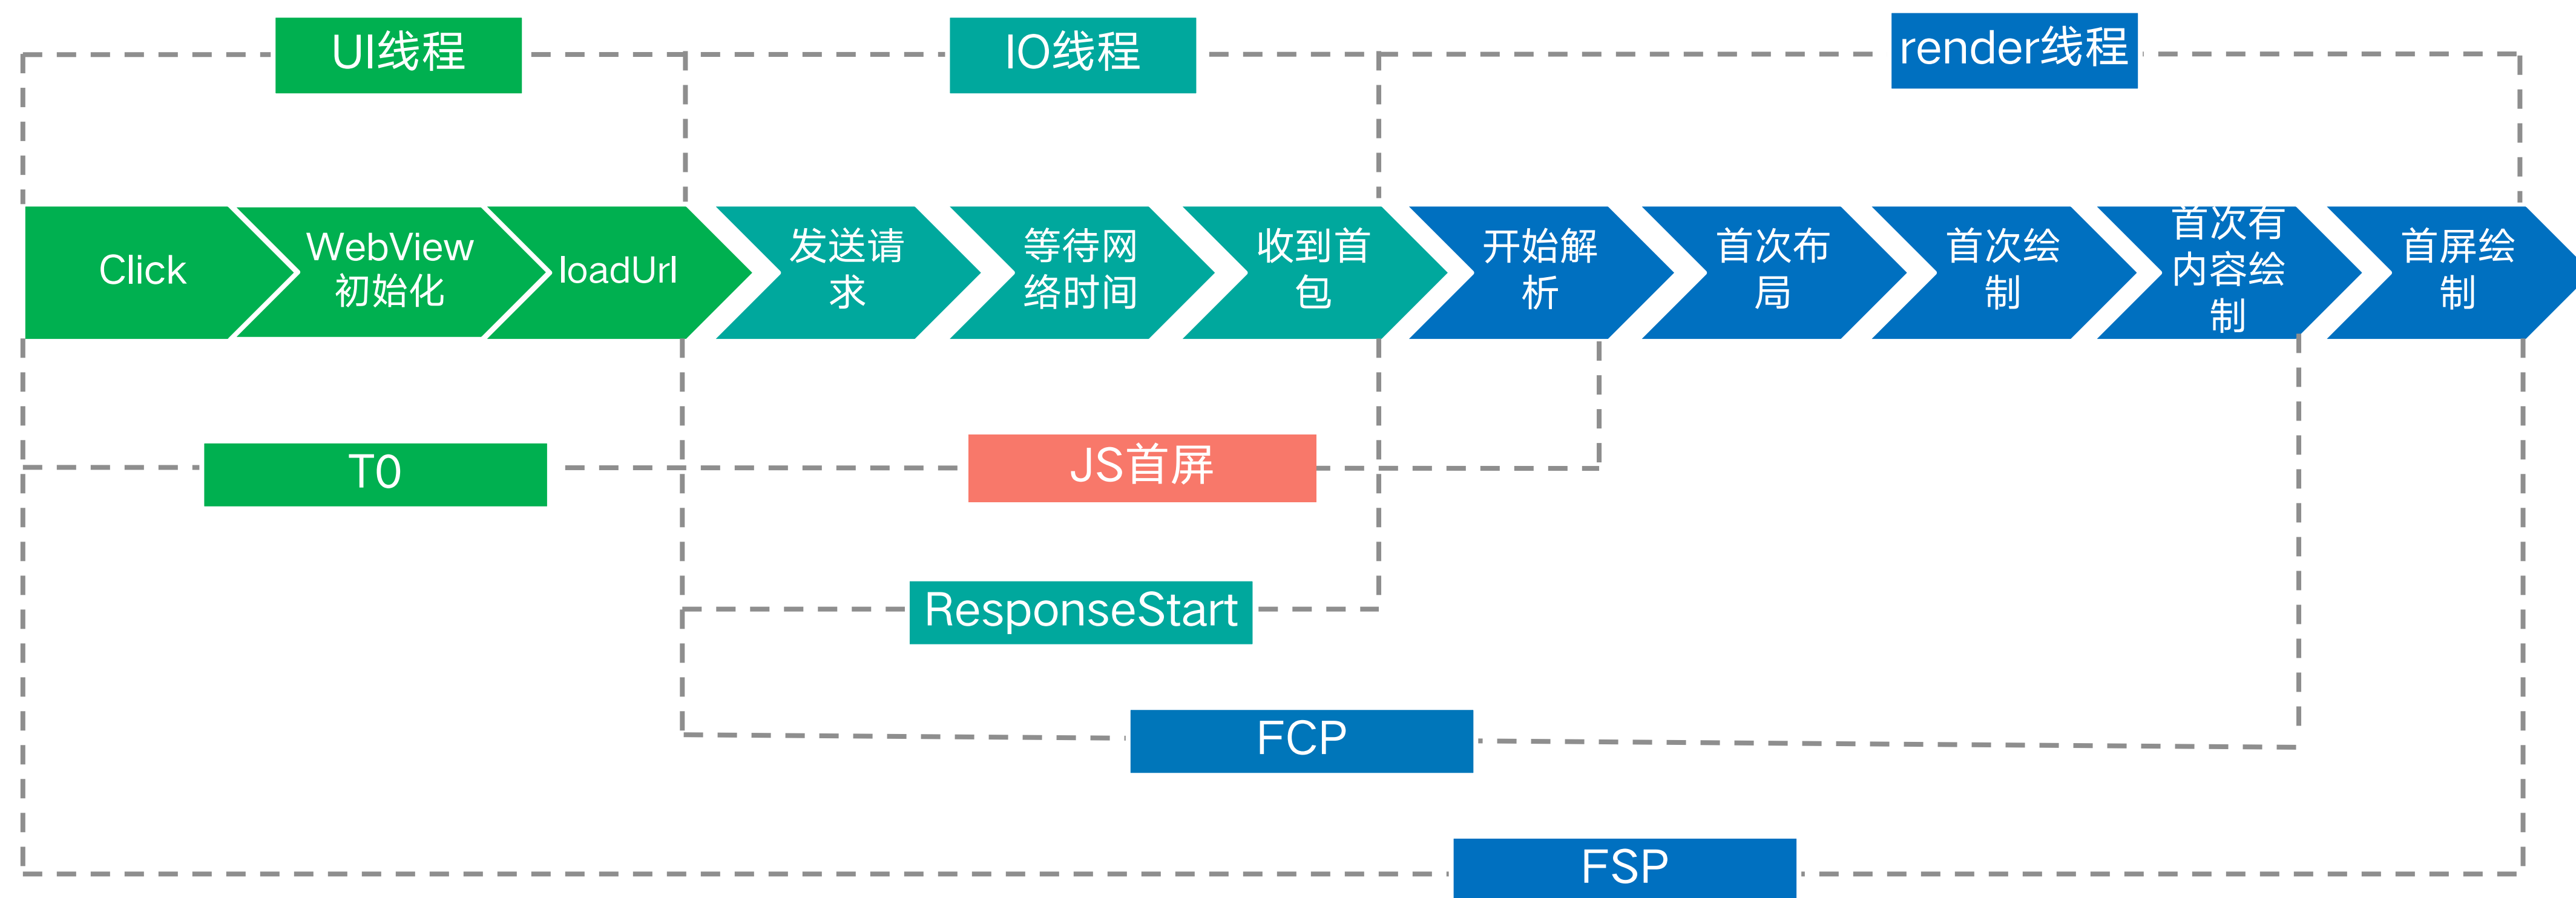 UI线程
IO线程
render线程
Click
WebView
初始化
loadUrl
发送请
求
等待网
络时间
收到首
包
开始解
析
首次布
局
首次绘
制
首次有
内容绘
制
首屏绘
制
T0
JS首屏
ResponseStart
FCP
FSP